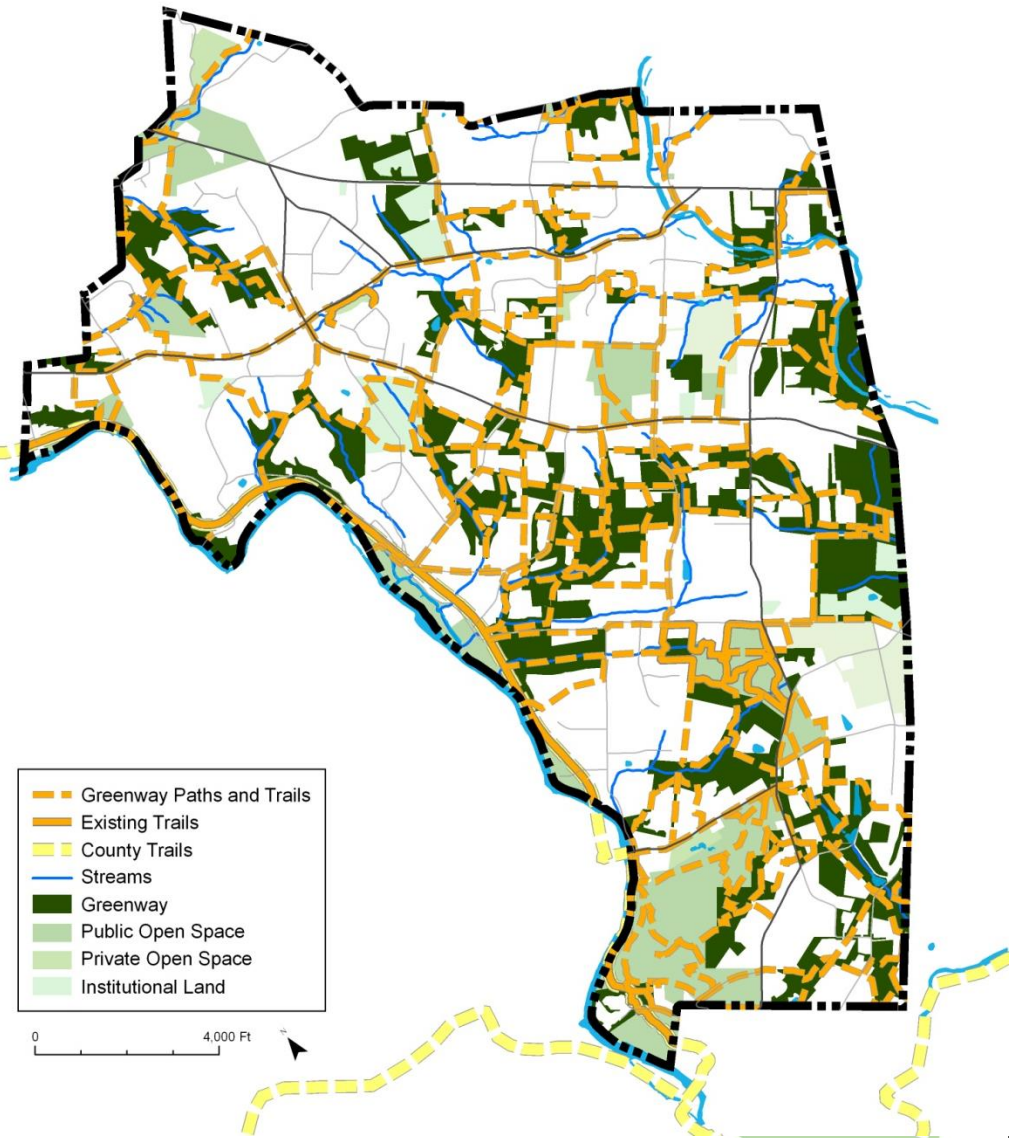 Greenway Paths and Trails
Existing Trails
County Trails
Streams
Greenway
Public Open Space
Private Open Space
Institutional Land
0 4,000 Ft
N